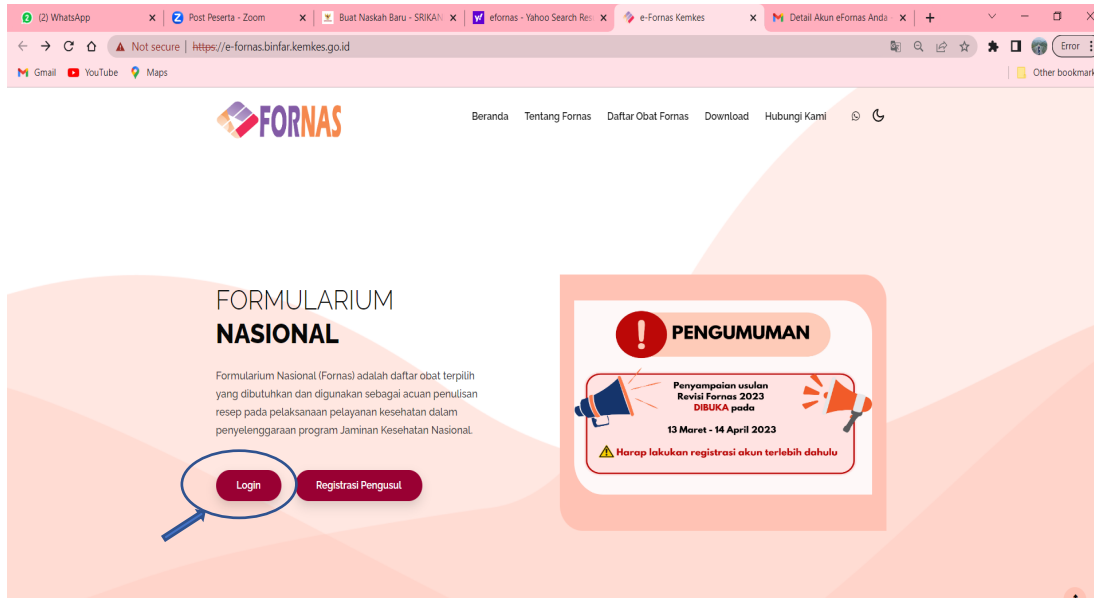 (2) WhatsApp
Post Peserta - Zoom
Buat Naskah Baru - SRIKAN
efornas - Yahoo Search Res
e-Fornas Kemkes
Detail Akun eFornas Anda -
Not secure | https://e-fornas.binfar.kemkes.go.id
Error
Gmail YouTube Maps
Other bookmark
FORNAS
Beranda Tentang Fornas Daftar Obat Fornas Download Hubungi Kami
FORMULARIUM
NASIONAL
Formularium Nasional (Fornas) adalah daftar obat terpilih
yang dibutuhkan dan digunakan sebagai acuan penulisan
resep pada pelaksanaan pelayanan kesehatan dalam
penyelenggaraan program Jaminan Kesehatan Nasional.
Login
Registrasi Pengusul
PENGUMUMAN
Penyampaian usulan
Revisi Fornas 2023
DIBUKA pada
13 Maret - 14 April 2023
Harap lakukan registrasi akun terlebih dahulu